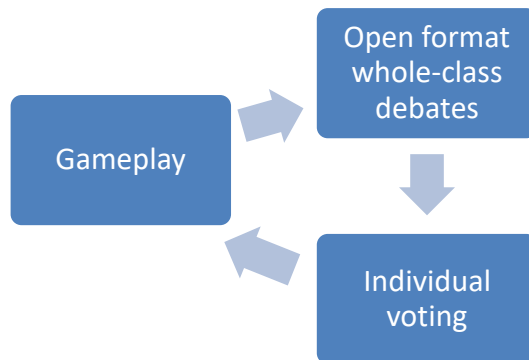 Gameplay
Open format
whole-class
debates
Individual
voting